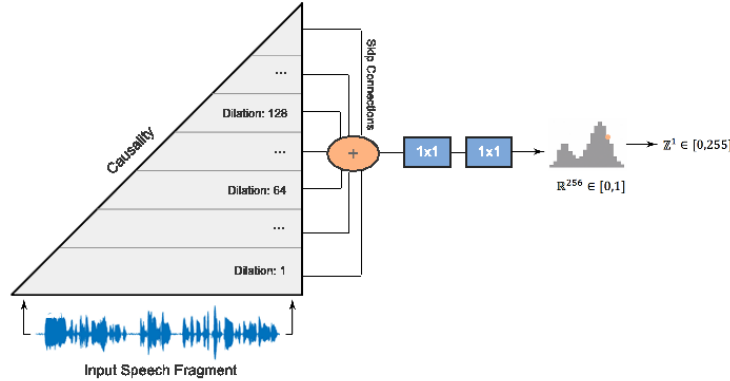 Causality
Skip Connections
...
Dilation: 128
...
Dilation: 64
...
Dilation: 1
+
1x1
1x1
ℤ¹ ∈ [0,255]
ℝ²⁵⁶ ∈ [0,1]
Input Speech Fragment